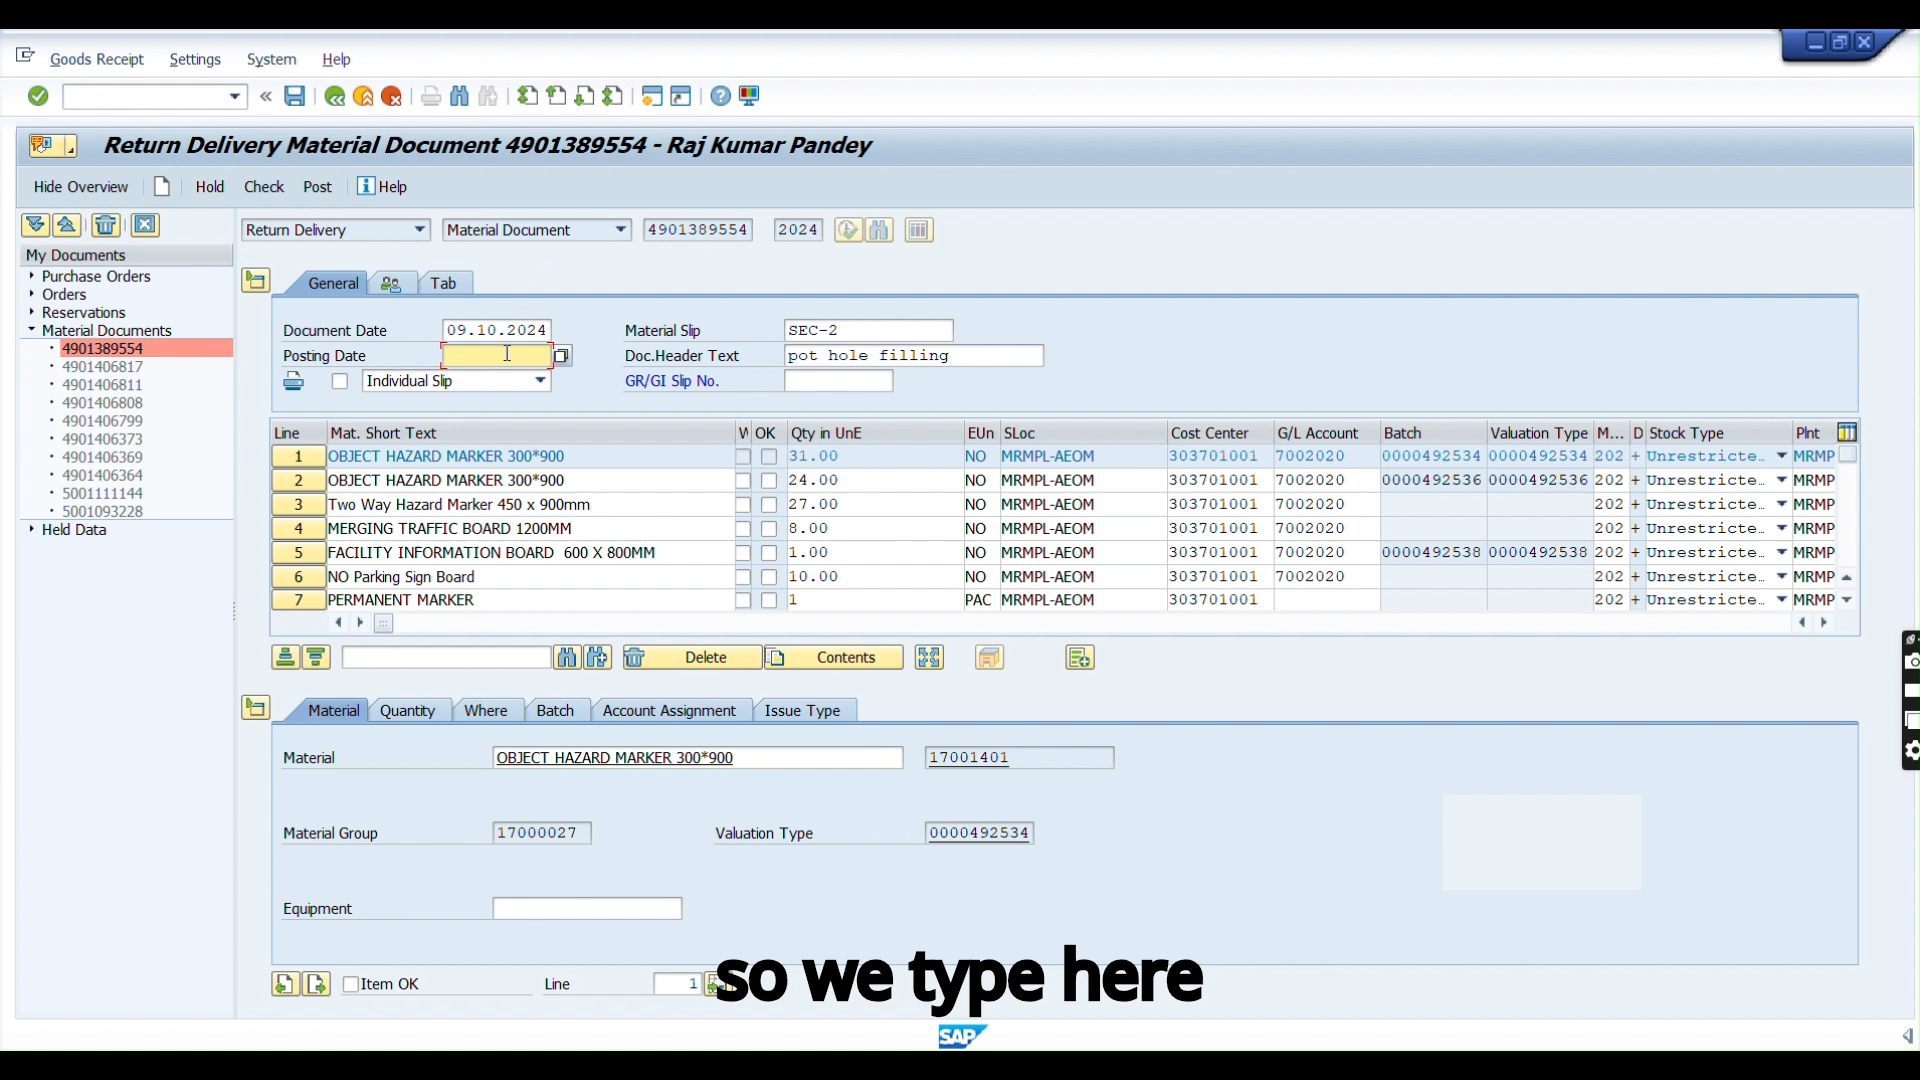 Goods Receipt Settings System Help
Return Delivery Material Document 4901389554 - Raj Kumar Pandey
Hide Overview Hold Check Post Help
Return Delivery Material Document 4901389554 2024
My Documents
Purchase Orders
Orders
Reservations
Material Documents
4901389554
4901406817
4901406811
4901406808
4901406799
4901406373
4901406369
4901406364
5001111144
5001093228
Held Data
General Tab
Document Date 09.10.2024 Material Slip SEC-2
Posting Date Doc.Header Text pot hole filling
Individual Slip GR/GI Slip No.
Line Mat. Short Text OK Qty in UnE EUn SLoc Cost Center G/L Account Batch Valuation Type M... D Stock Type Plnt
1 OBJECT HAZARD MARKER 300*900 31.00 NO MRMPL-AEOM 303701001 7002020 0000492534 0000492534 202 + Unrestricte… MRMP
2 OBJECT HAZARD MARKER 300*900 24.00 NO MRMPL-AEOM 303701001 7002020 0000492536 0000492536 202 + Unrestricte… MRMP
3 Two Way Hazard Marker 450 x 900mm 27.00 NO MRMPL-AEOM 303701001 7002020 202 + Unrestricte… MRMP
4 MERGING TRAFFIC BOARD 1200MM 8.00 NO MRMPL-AEOM 303701001 7002020 202 + Unrestricte… MRMP
5 FACILITY INFORMATION BOARD 600 X 800MM 1.00 NO MRMPL-AEOM 303701001 7002020 0000492538 0000492538 202 + Unrestricte… MRMP
6 NO Parking Sign Board 10.00 NO MRMPL-AEOM 303701001 7002020 202 + Unrestricte… MRMP
7 PERMANENT MARKER 1 PAC MRMPL-AEOM 303701001 202 + Unrestricte… MRMP
Delete Contents
Material Quantity Where Batch Account Assignment Issue Type
Material OBJECT HAZARD MARKER 300*900 17001401
Material Group 17000027 Valuation Type 0000492534
Equipment
Item OK Line 1
so we type here
SAP